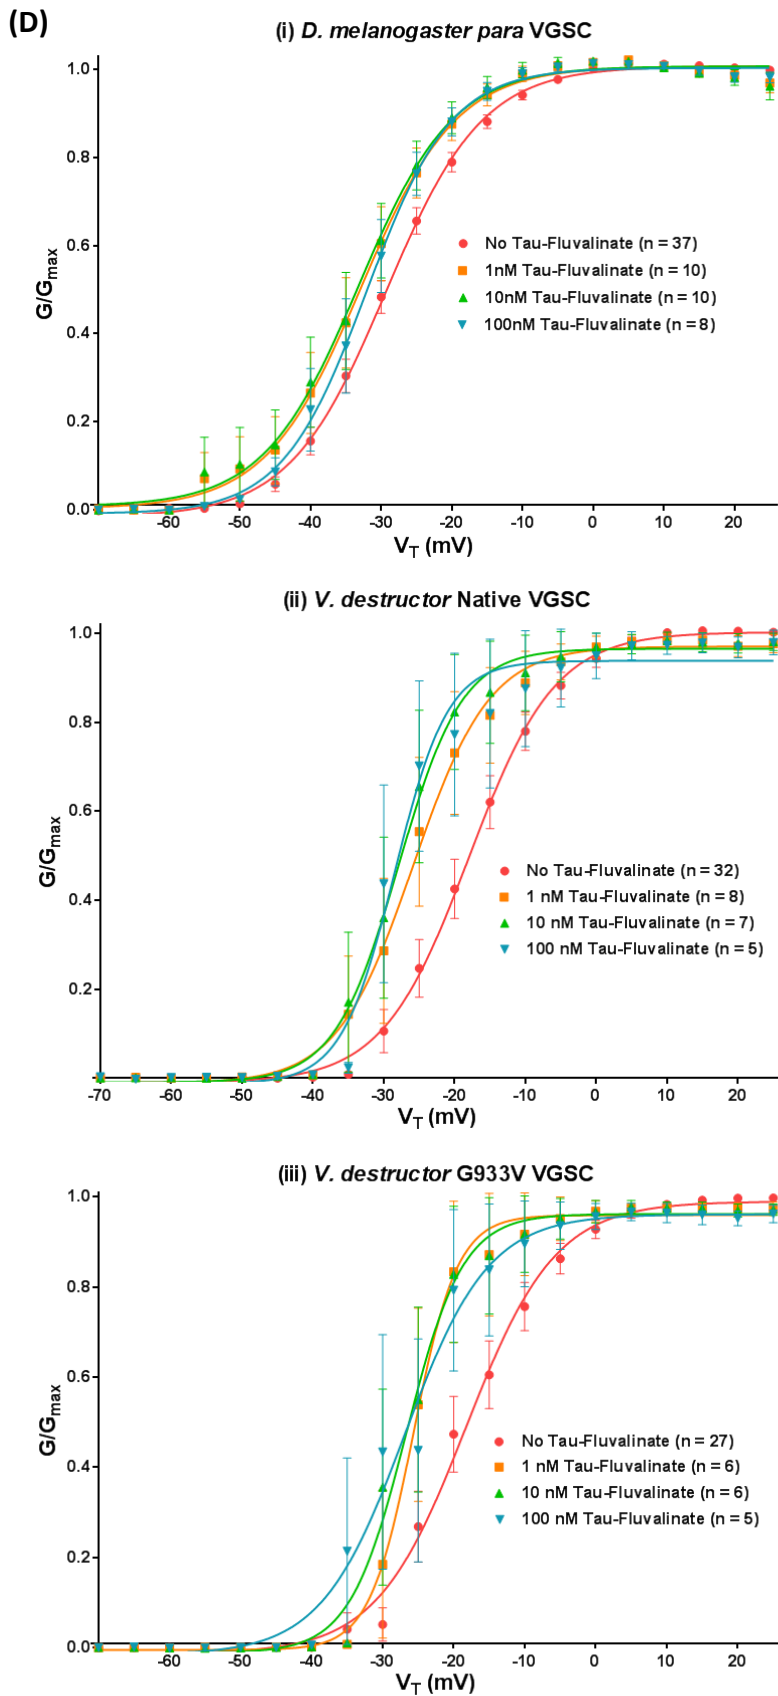 (D)
(i) D. melanogaster para VGSC
1.0
0.8
0.6
0.4
0.2
0.0
G/Gmax
No Tau-Fluvalinate (n = 37)
1nM Tau-Fluvalinate (n = 10)
10nM Tau-Fluvalinate (n = 10)
100nM Tau-Fluvalinate (n = 8)
-60 -50 -40 -30 -20 -10 0 10 20
VT (mV)
(ii) V. destructor Native VGSC
1.0
0.8
0.6
0.4
0.2
G/Gmax
No Tau-Fluvalinate (n = 32)
1 nM Tau-Fluvalinate (n = 8)
10 nM Tau-Fluvalinate (n = 7)
100 nM Tau-Fluvalinate (n = 5)
-70 -60 -50 -40 -30 -20 -10 0 10 20
VT (mV)
(iii) V. destructor G933V VGSC
1.0
0.8
0.6
0.4
0.2
0.0
G/Gmax
No Tau-Fluvalinate (n = 27)
1 nM Tau-Fluvalinate (n = 6)
10 nM Tau-Fluvalinate (n = 6)
100 nM Tau-Fluvalinate (n = 5)
-60 -50 -40 -30 -20 -10 0 10 20
VT (mV)